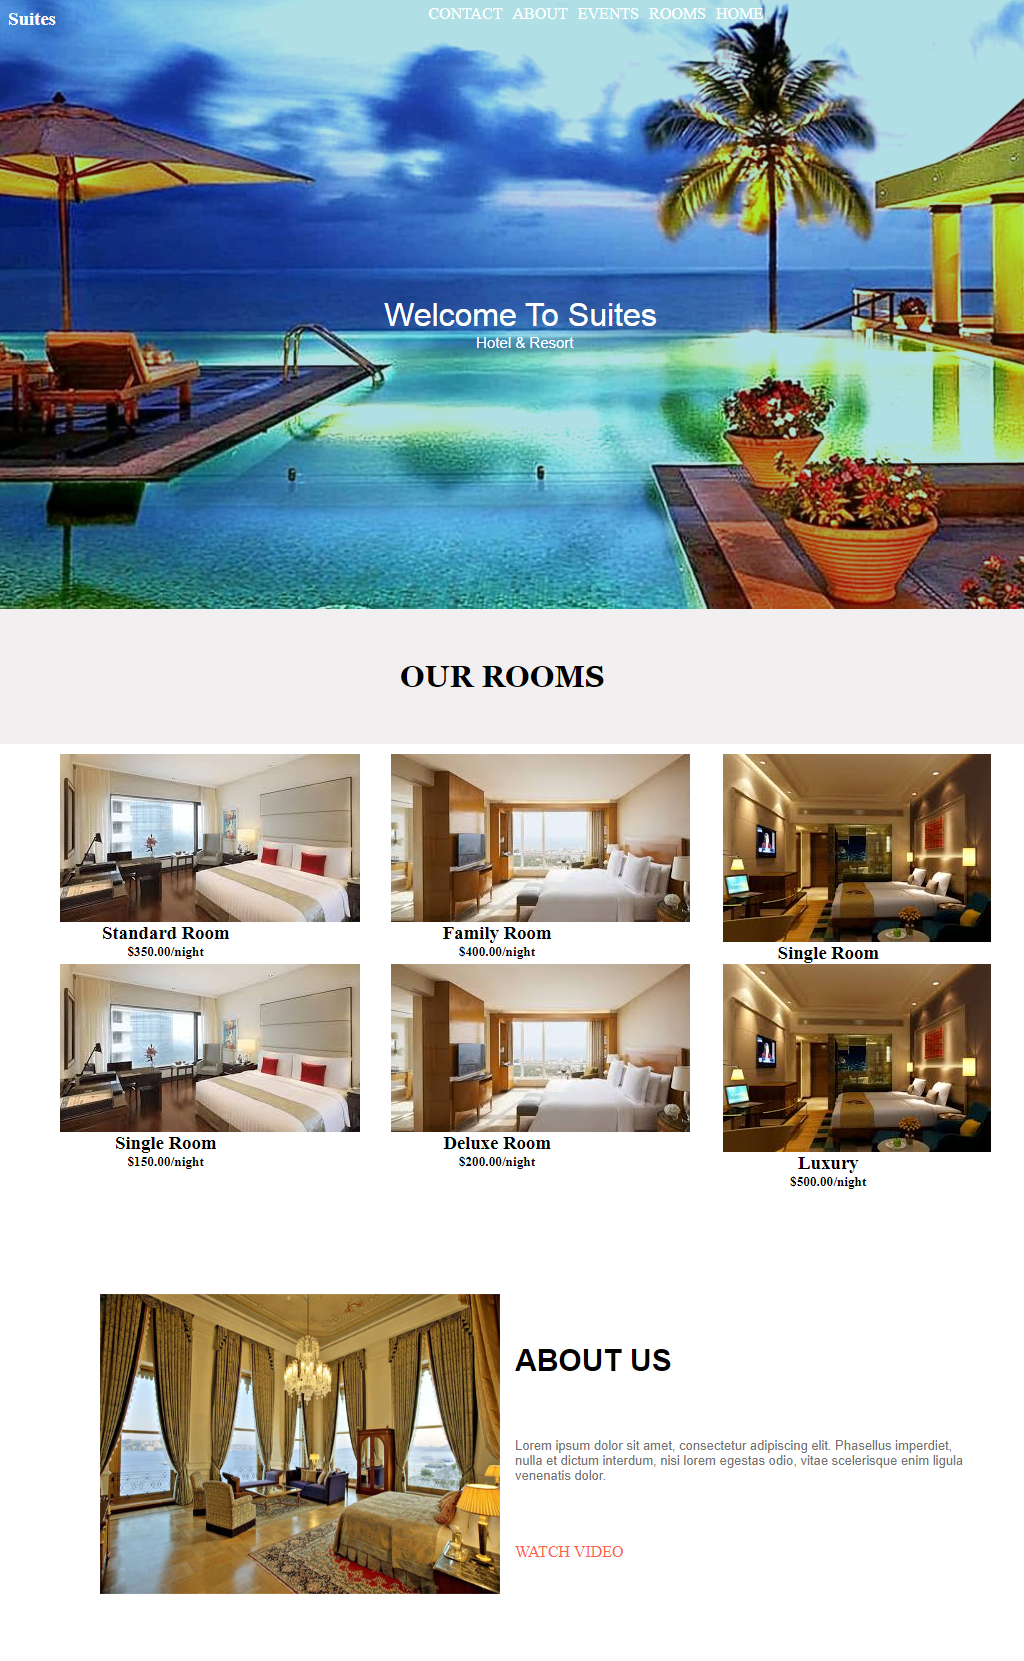 Suites
CONTACT ABOUT EVENTS ROOMS HOME
Welcome To Suites
Hotel & Resort
OUR ROOMS
Standard Room
$350.00/night
Family Room
$400.00/night
Single Room
Single Room
$150.00/night
Deluxe Room
$200.00/night
Luxury
$500.00/night
ABOUT US
Lorem ipsum dolor sit amet, consectetur adipiscing elit. Phasellus imperdiet,
nulla et dictum interdum, nisi lorem egestas odio, vitae scelerisque enim ligula
venenatis dolor.
WATCH VIDEO